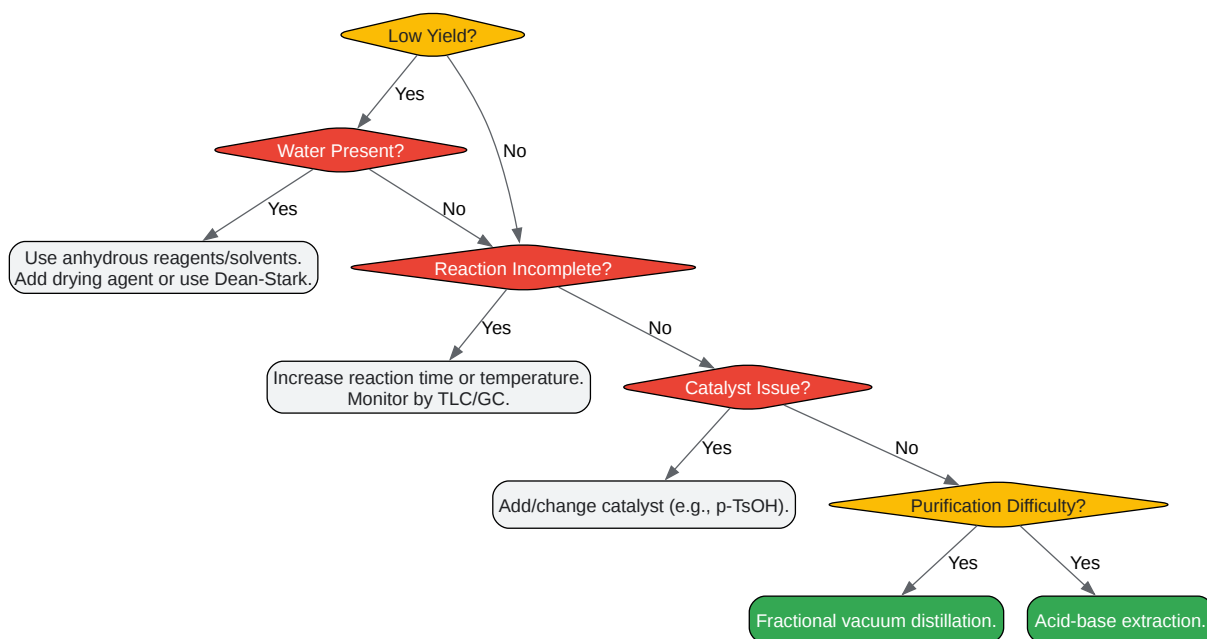 Low Yield?
Yes
Water Present?
No
Yes
No
Use anhydrous reagents/solvents.
Add drying agent or use Dean-Stark.
Reaction Incomplete?
Yes
No
Increase reaction time or temperature.
Monitor by TLC/GC.
Catalyst Issue?
Yes
No
Add/change catalyst (e.g., p-TsOH).
Purification Difficulty?
Yes
Yes
Fractional vacuum distillation.
Acid-base extraction.